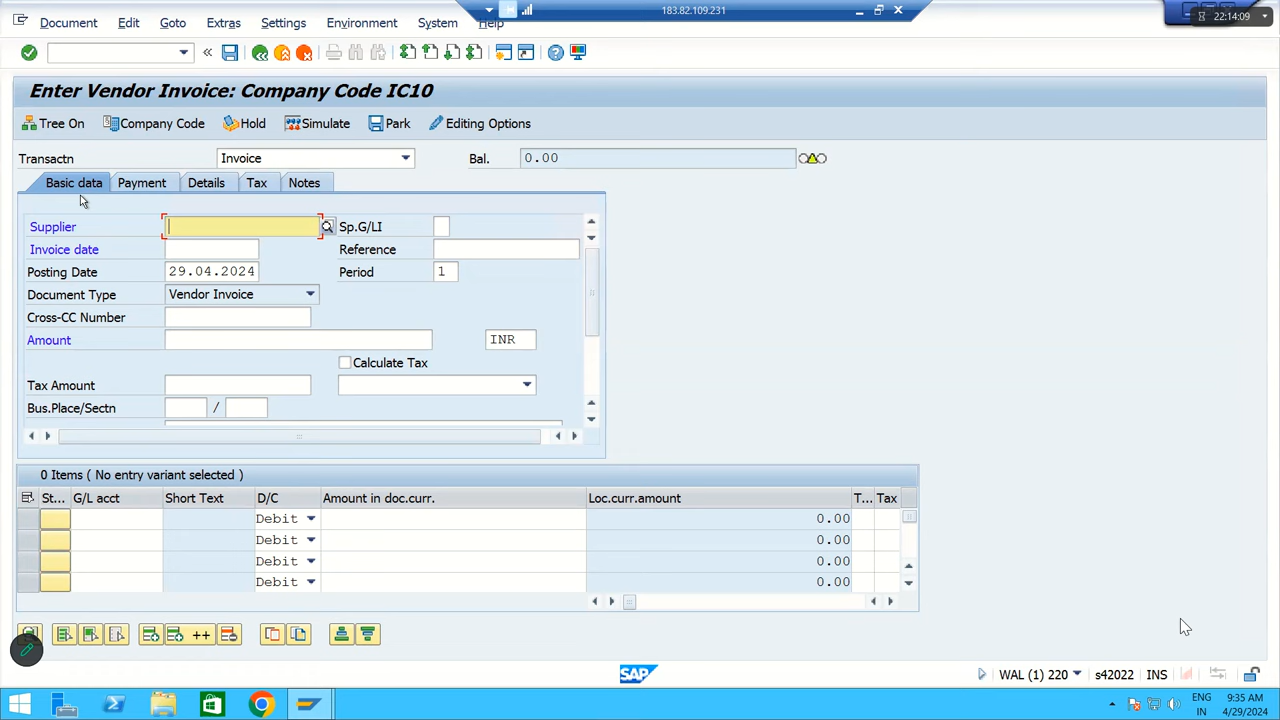 183.82.109.231
22:14:09
Document Edit Goto Extras Settings Environment System Help
Enter Vendor Invoice: Company Code IC10
Tree On Company Code Hold Simulate Park Editing Options
Transactn Invoice Bal. 0.00
Basic data Payment Details Tax Notes
Supplier Sp.G/LI
Invoice date Reference
Posting Date 29.04.2024 Period 1
Document Type Vendor Invoice
Cross-CC Number
Amount INR
Calculate Tax
Tax Amount
Bus.Place/Sectn /
0 Items ( No entry variant selected )
St... G/L acct Short Text D/C Amount in doc.curr. Loc.curr.amount T... Tax
Debit 0.00
Debit 0.00
Debit 0.00
Debit 0.00
++
SAP WAL (1) 220 s42022 INS
ENG 9:35 AM
IN 4/29/2024